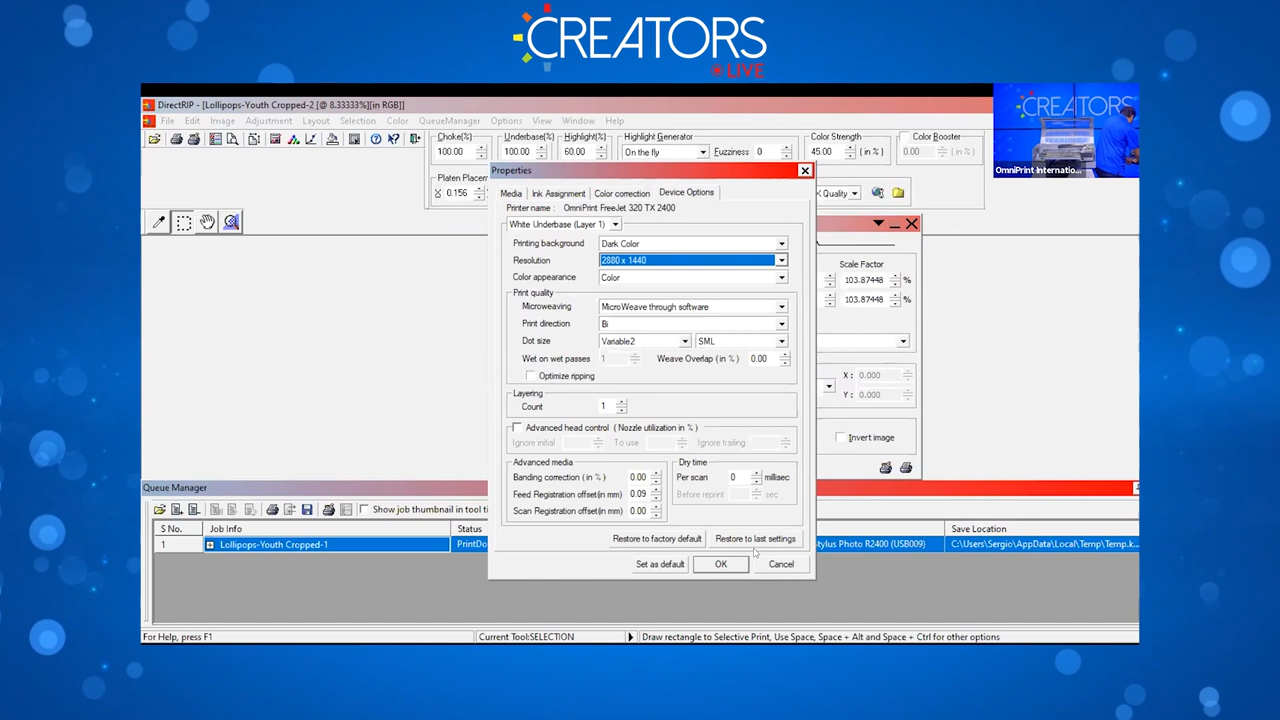 CREATORS
LIVE
DirectRIP - [Lollipops-Youth Cropped-2 [@ 8.33333%][in RGB]]
File Edit Image Adjustment Layout Selection Color QueueManager Options View Window Help
Choke(%) Underbase(%) Highlight(%) Highlight Generator Color Strength Color Booster
100.00 100.00 60.00 On the fly Fuzziness 0 45.00 (in %) 0.00 (in %)
Platen Placem
X 0.156
Quality
CREATORS
OmniPrint Internatio...
Properties
Media Ink Assignment Color correction Device Options
Printer name : OmniPrint FreeJet 320 TX 2400
White Underbase (Layer 1)
Printing background Dark Color
Resolution 2880 x 1440
Color appearance Color
Print quality
Microweaving MicroWeave through software
Print direction Bi
Dot size Variable2 SML
Wet on wet passes 1 Weave Overlap (in %) 0.00
Optimize ripping
Layering
Count 1
Advanced head control ( Nozzle utilization in % )
Ignore initial To use Ignore trailing
Advanced media Dry time
Banding correction (in %) 0.00 Per scan 0 millisec
Feed Registration offset(in mm) 0.09 Before reprint sec
Scan Registration offset(in mm) 0.00
Restore to factory default Restore to last settings
Set as default OK Cancel
Scale Factor
103.87448 %
103.87448 %
X : 0.000
Y : 0.000
Invert image
Queue Manager
Show job thumbnail in tool ti
S No. Job Info Status Save Location
1 Lollipops-Youth Cropped-1 PrintDo tylus Photo R2400 (USB009) C:\Users\Sergio\AppData\Local\Temp\Temp.k...
For Help, press F1 Current Tool:SELECTION Draw rectangle to Selective Print, Use Space, Space + Alt and Space + Ctrl for other options